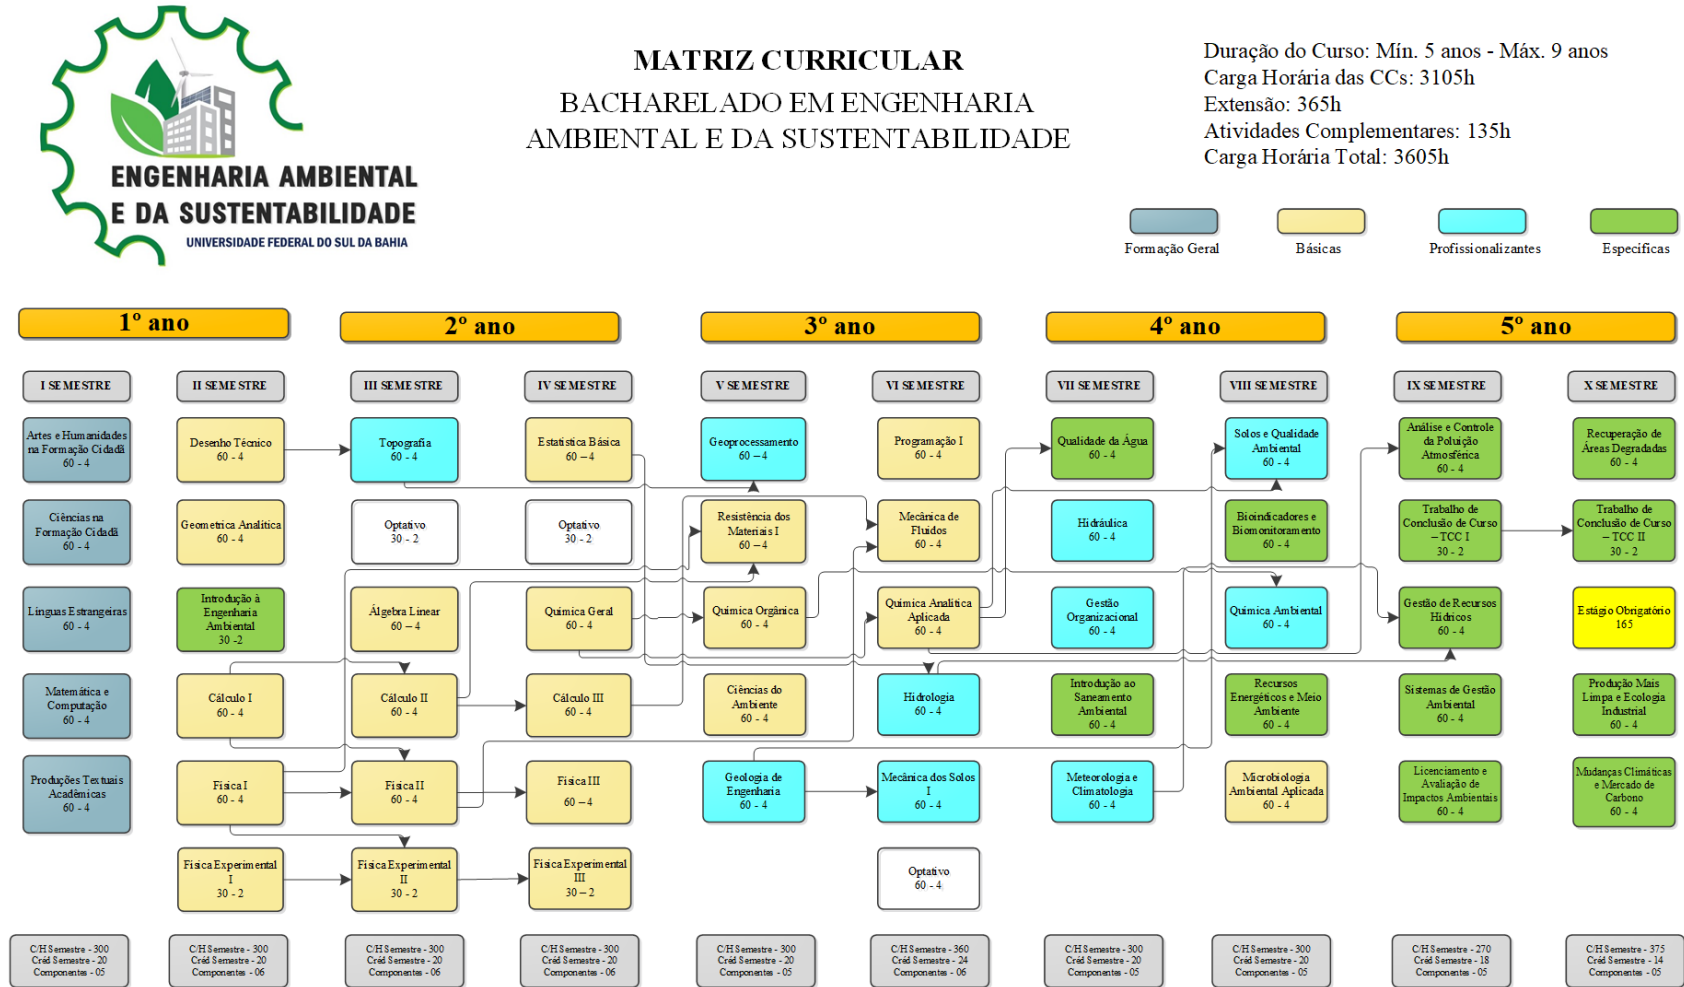 ENGENHARIA AMBIENTAL
E DA SUSTENTABILIDADE
UNIVERSIDADE FEDERAL DO SUL DA BAHIA
MATRIZ CURRICULAR
BACHARELADO EM ENGENHARIA
AMBIENTAL E DA SUSTENTABILIDADE
Duração do Curso: Mín. 5 anos - Máx. 9 anos
Carga Horária das CCs: 3105h
Extensão: 365h
Atividades Complementares: 135h
Carga Horária Total: 3605h
Formação Geral
Básicas
Profissionalizantes
Específicas
1º ano
2º ano
3º ano
4º ano
5º ano
I SEMESTRE
II SEMESTRE
III SEMESTRE
IV SEMESTRE
V SEMESTRE
VI SEMESTRE
VII SEMESTRE
VIII SEMESTRE
IX SEMESTRE
X SEMESTRE
Artes e Humanidades
na Formação Cidadã
60 - 4
Desenho Técnico
60 - 4
Topografia
60 - 4
Estatística Básica
60 – 4
Geoprocessamento
60 – 4
Programação I
60 - 4
Qualidade da Água
60 - 4
Solos e Qualidade
Ambiental
60 - 4
Análise e Controle
da Poluição
Atmosférica
60 - 4
Recuperação de
Áreas Degradadas
60 - 4
Ciências na
Formação Cidadã
60 - 4
Geometrica Analítica
60 - 4
Optativo
30 - 2
Optativo
30 - 2
Resistência dos
Materiais I
60 – 4
Mecânica de
Fluidos
60 - 4
Hidráulica
60 - 4
Bioindicadores e
Biomonitoramento
60 - 4
Trabalho de
Conclusão de Curso
– TCC I
30 - 2
Trabalho de
Conclusão de Curso
– TCC II
30 - 2
Línguas Estrangeiras
60 - 4
Introdução à
Engenharia
Ambiental
30 -2
Álgebra Linear
60 – 4
Química Geral
60 - 4
Química Orgânica
60 - 4
Química Analítica
Aplicada
60 - 4
Gestão
Organizacional
60 - 4
Química Ambiental
60 - 4
Gestão de Recursos
Hídricos
60 - 4
Estágio Obrigatório
165
Matemática e
Computação
60 - 4
Cálculo I
60 - 4
Cálculo II
60 - 4
Cálculo III
60 - 4
Ciências do
Ambiente
60 - 4
Hidrologia
60 - 4
Introdução ao
Saneamento
Ambiental
60 - 4
Recursos
Energéticos e Meio
Ambiente
60 - 4
Sistemas de Gestão
Ambiental
60 - 4
Produção Mais
Limpa e Ecologia
Industrial
60 - 4
Produções Textuais
Acadêmicas
60 - 4
Física I
60 - 4
Física II
60 - 4
Física III
60 – 4
Geologia de
Engenharia
60 - 4
Mecânica dos Solos
I
60 - 4
Meteorologia e
Climatologia
60 - 4
Microbiologia
Ambiental Aplicada
60 - 4
Licenciamento e
Avaliação de
Impactos Ambientais
60 - 4
Mudanças Climáticas
e Mercado de
Carbono
60 - 4
Física Experimental
I
30 - 2
Física Experimental
II
30 - 2
Física Experimental
III
30 – 2
Optativo
60 - 4
C/H Semestre - 300
Créd Semestre - 20
Componentes - 05
C/H Semestre - 300
Créd Semestre - 20
Componentes - 06
C/H Semestre - 300
Créd Semestre - 20
Componentes - 06
C/H Semestre - 300
Créd Semestre - 20
Componentes - 06
C/H Semestre - 300
Créd Semestre - 20
Componentes - 05
C/H Semestre - 360
Créd Semestre - 24
Componentes - 06
C/H Semestre - 300
Créd Semestre - 20
Componentes - 05
C/H Semestre - 300
Créd Semestre - 20
Componentes - 05
C/H Semestre - 270
Créd Semestre - 18
Componentes - 05
C/H Semestre - 375
Créd Semestre - 14
Componentes - 05